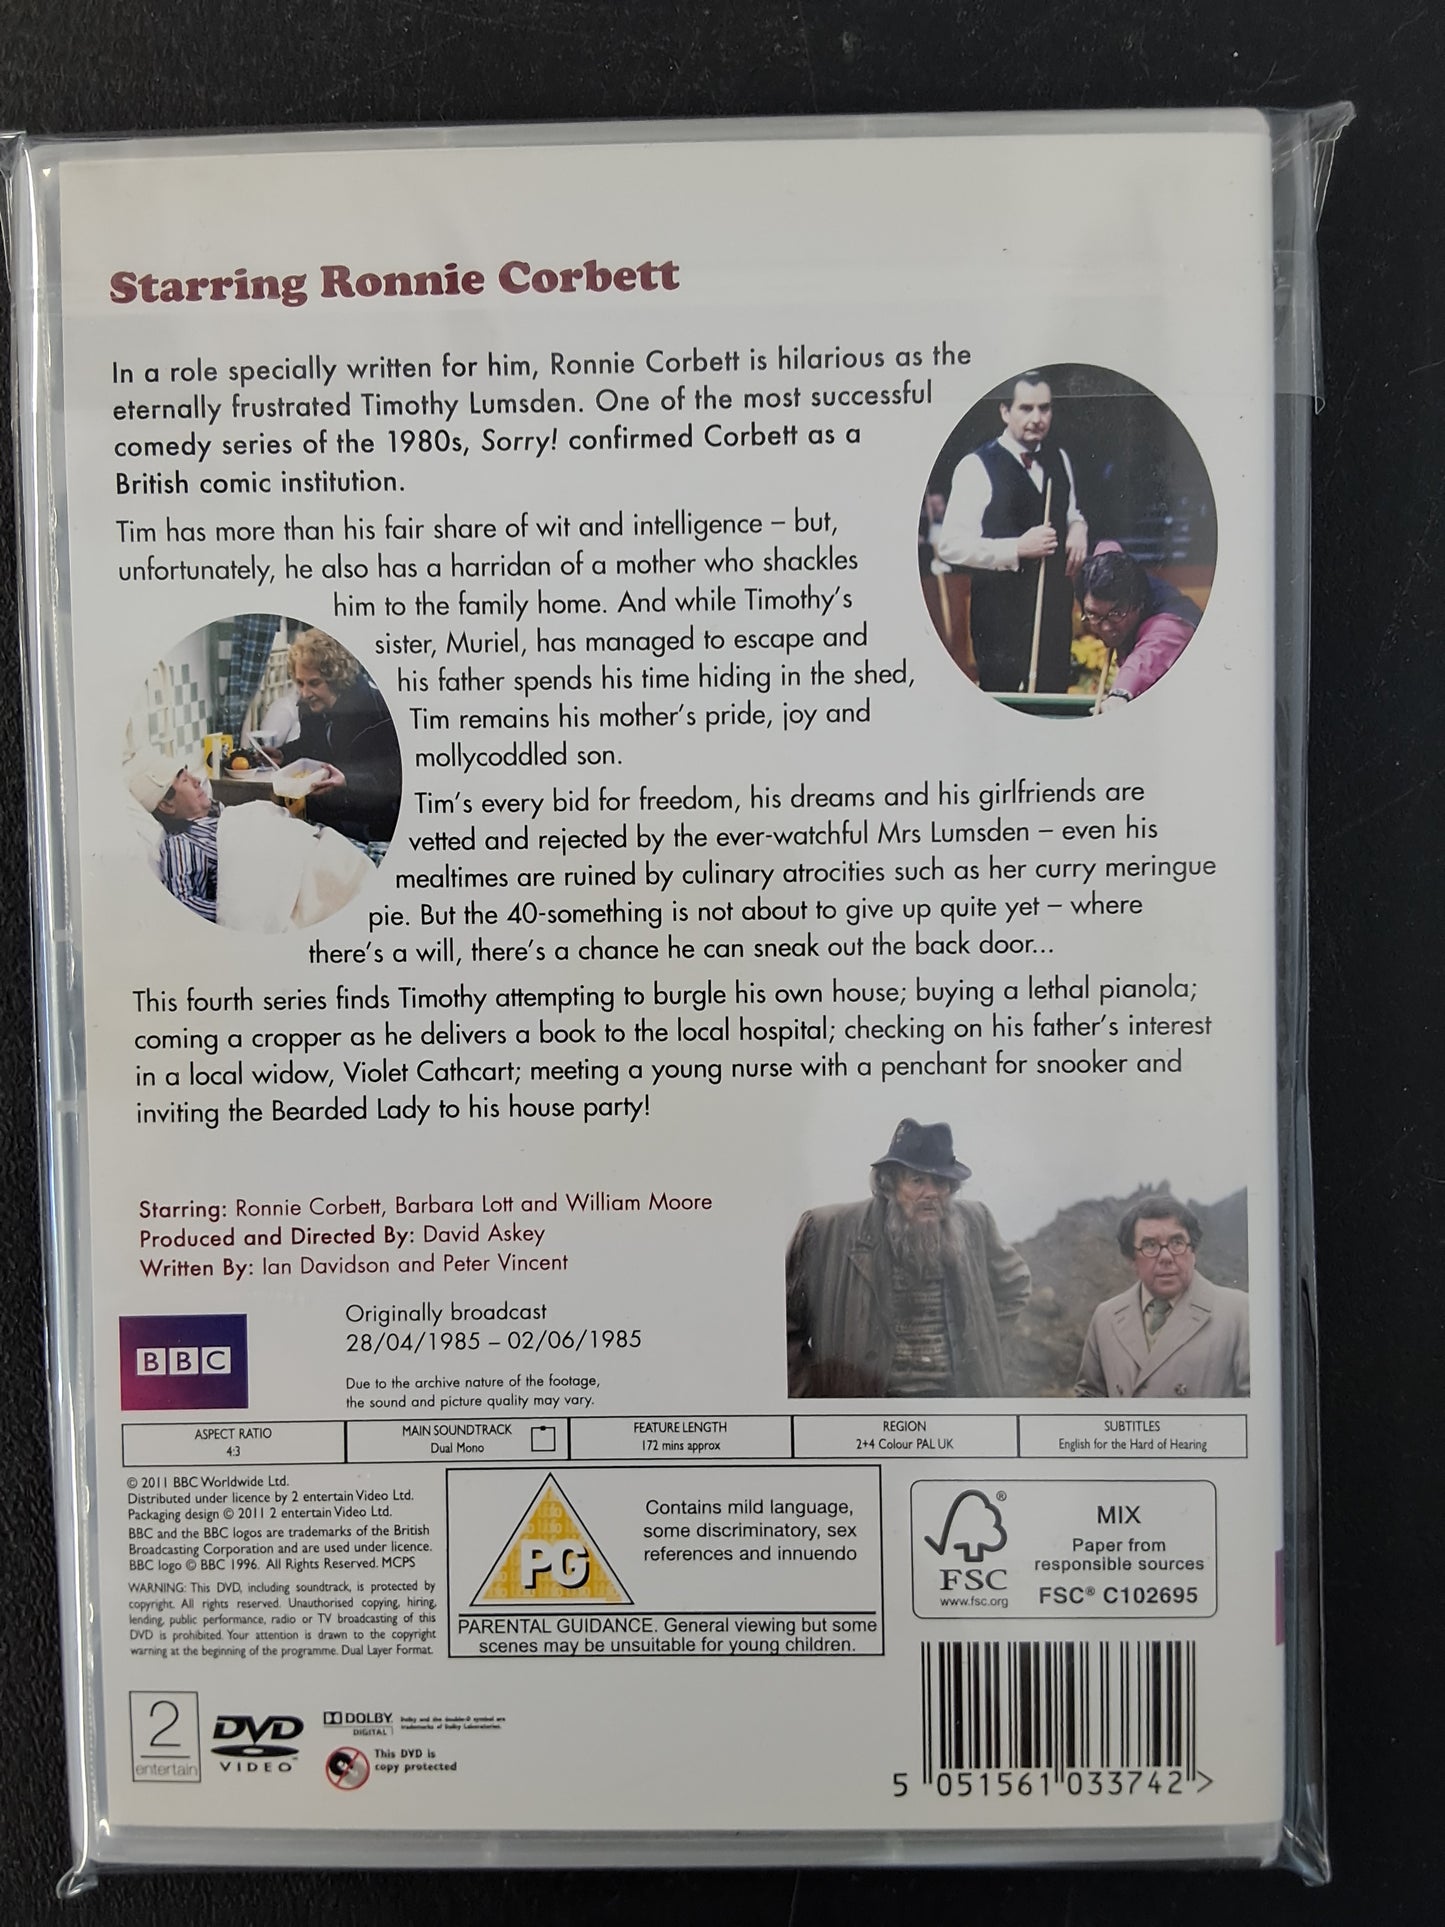 Starring Ronnie Corbett
In a role specially written for him, Ronnie Corbett is hilarious as the
eternally frustrated Timothy Lumsden. One of the most successful
comedy series of the 1980s, Sorry! confirmed Corbett as a
British comic institution.
Tim has more than his fair share of wit and intelligence – but,
unfortunately, he also has a harridan of a mother who shackles
him to the family home. And while Timothy's
sister, Muriel, has managed to escape and
his father spends his time hiding in the shed,
Tim remains his mother's pride, joy and
mollycoddled son.
Tim's every bid for freedom, his dreams and his girlfriends are
vetted and rejected by the ever-watchful Mrs Lumsden – even his
mealtimes are ruined by culinary atrocities such as her curry meringue
pie. But the 40-something is not about to give up quite yet – where
there's a will, there's a chance he can sneak out the back door...
This fourth series finds Timothy attempting to burgle his own house; buying a lethal pianola;
coming a cropper as he delivers a book to the local hospital; checking on his father's interest
in a local widow, Violet Cathcart; meeting a young nurse with a penchant for snooker and
inviting the Bearded Lady to his house party!
Starring: Ronnie Corbett, Barbara Lott and William Moore
Produced and Directed By: David Askey
Written By: Ian Davidson and Peter Vincent
BBC
Originally broadcast
28/04/1985 – 02/06/1985
Due to the archive nature of the footage,
the sound and picture quality may vary.
ASPECT RATIO
4:3
MAIN SOUNDTRACK
Dual Mono
FEATURE LENGTH
172 mins approx
REGION
2+4 Colour PAL UK
SUBTITLES
English for the Hard of Hearing
© 2011 BBC Worldwide Ltd.
Distributed under licence by 2 entertain Video Ltd.
Packaging design © 2011 2 entertain Video Ltd.
BBC and the BBC logos are trademarks of the British
Broadcasting Corporation and are used under licence.
BBC logo © BBC 1996. All Rights Reserved. MCPS
WARNING: This DVD, including soundtrack, is protected by
copyright. All rights reserved. Unauthorised copying, hiring,
lending, public performance, radio or TV broadcasting of this
DVD is prohibited. Your attention is drawn to the copyright
warning at the beginning of the programme. Dual Layer Format.
PG
Contains mild language,
some discriminatory, sex
references and innuendo
PARENTAL GUIDANCE. General viewing but some
scenes may be unsuitable for young children.
®
FSC
www.fsc.org
MIX
Paper from
responsible sources
FSC® C102695
2
entertain
DVD
VIDEO™
DOLBY
DIGITAL
Dolby and the double-D symbol are
trademarks of Dolby Laboratories.
This DVD is
copy protected
5 051561 033742 >